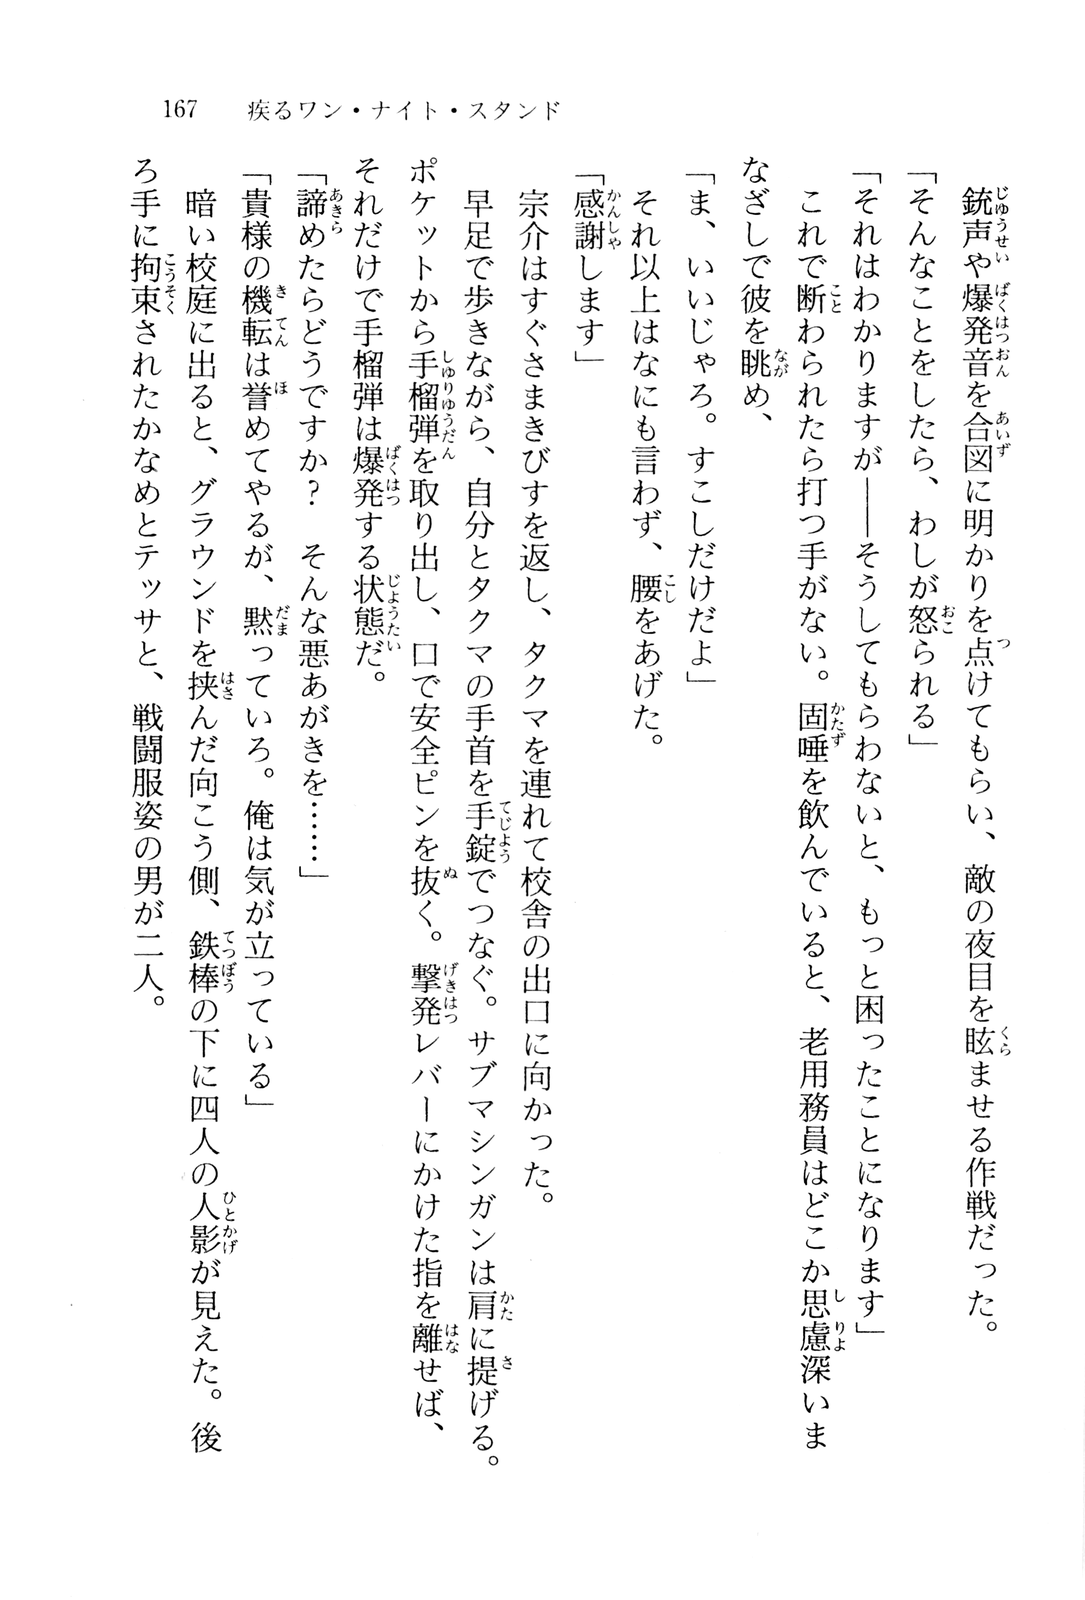 167　疾るワン・ナイト・スタンド
　銃声や爆発音を合図に明かりを点けてもらい、敵の夜目を眩ませる作戦だった。
「そんなことをしたら、わしが怒られる」
「それはわかりますが――そうしてもらわないと、もっと困ったことになります」
　これで断わられたら打つ手がない。固唾を飲んでいると、老用務員はどこか思慮深いま
なざしで彼を眺め、
「ま、いいじゃろ。すこしだけだよ」
　それ以上はなにも言わず、腰をあげた。
「感謝します」
　宗介はすぐさまきびすを返し、タクマを連れて校舎の出口に向かった。
　早足で歩きながら、自分とタクマの手首を手錠でつなぐ。サブマシンガンは肩に提げる。
ポケットから手榴弾を取り出し、口で安全ピンを抜く。撃発レバーにかけた指を離せば、
それだけで手榴弾は爆発する状態だ。
「諦めたらどうですか？　そんな悪あがきを……」
「貴様の機転は誉めてやるが、黙っていろ。俺は気が立っている」
　暗い校庭に出ると、グラウンドを挟んだ向こう側、鉄棒の下に四人の人影が見えた。後
ろ手に拘束されたかなめとテッサと、戦闘服姿の男が二人。